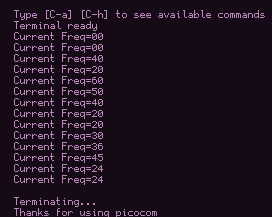 Type [C-a] [C-h] to see available commands
Terminal ready
Current Freq=00
Current Freq=00
Current Freq=40
Current Freq=20
Current Freq=60
Current Freq=50
Current Freq=40
Current Freq=20
Current Freq=20
Current Freq=30
Current Freq=36
Current Freq=45
Current Freq=24
Current Freq=24
Terminating...
Thanks for using picocom